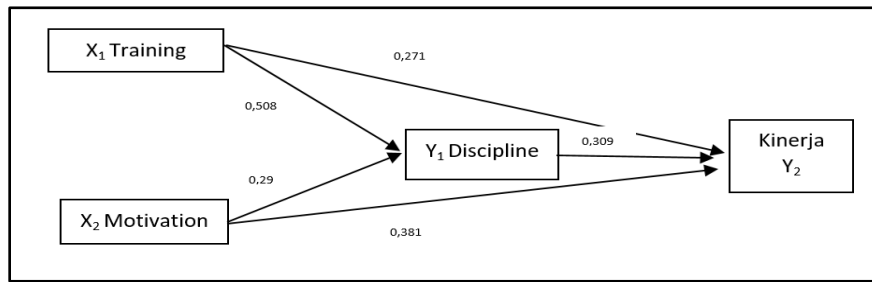 X₁ Training
0,271
0,508
Y₁ Discipline
0,309
Kinerja
Y₂
0,29
X₂ Motivation
0,381